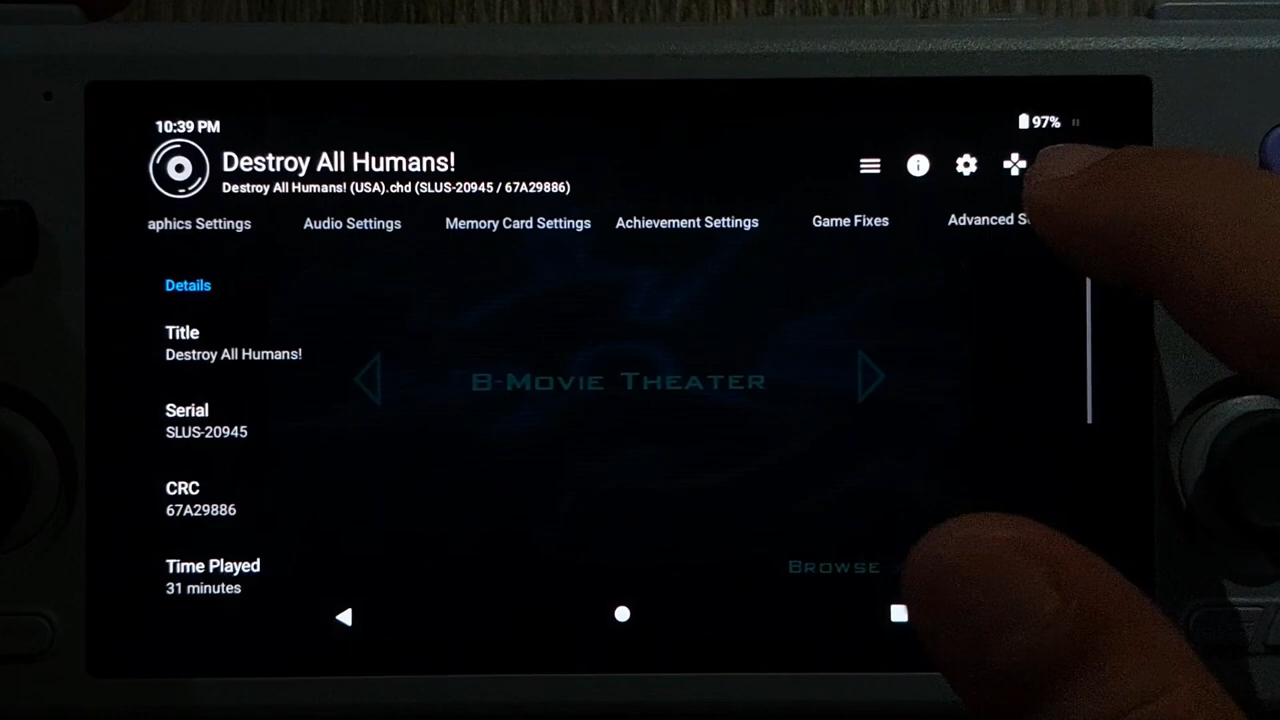 10:39 PM
97%
Destroy All Humans!
Destroy All Humans! (USA).chd (SLUS-20945 / 67A29886)
aphics Settings
Audio Settings
Memory Card Settings
Achievement Settings
Game Fixes
Advanced S
Details
Title
Destroy All Humans!
B-Movie Theater
Serial
SLUS-20945
CRC
67A29886
Time Played
31 minutes
Browse